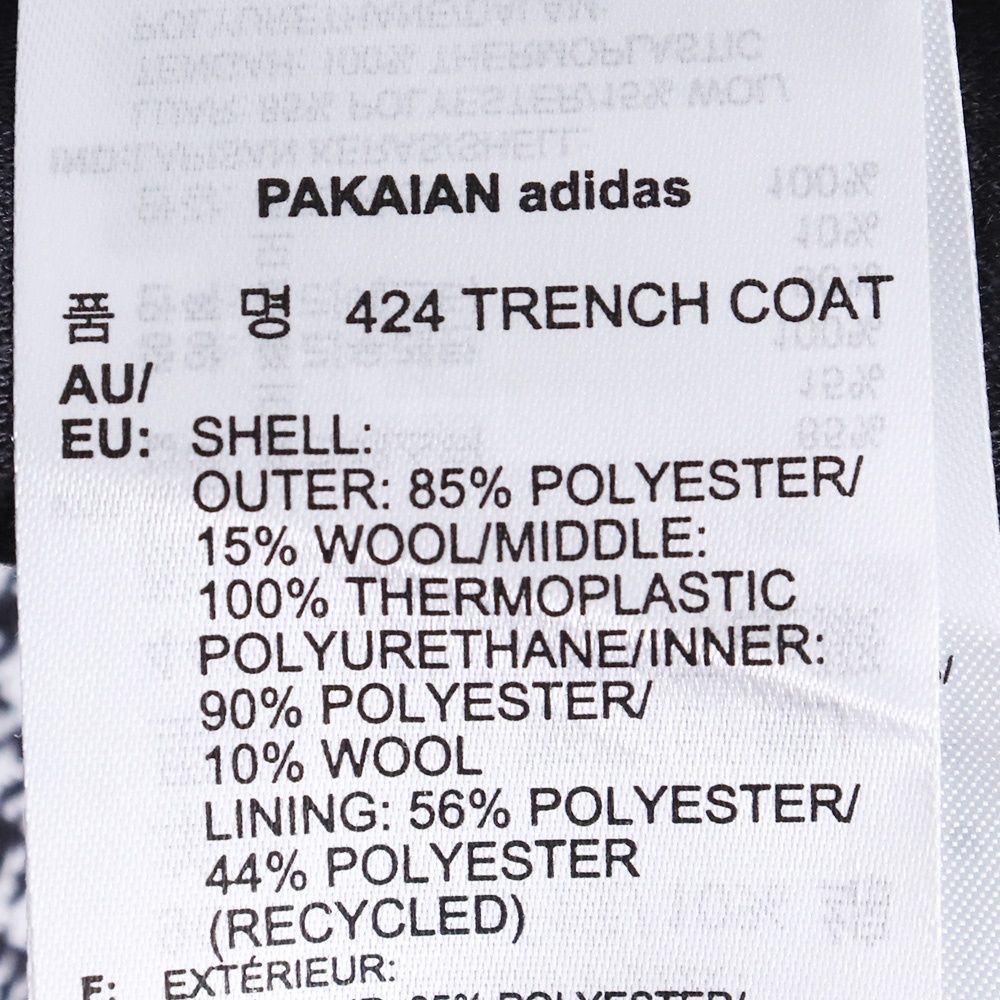 PAKAIAN adidas
품 명 424 TRENCH COAT
AU/
EU: SHELL:
OUTER: 85% POLYESTER/
15% WOOL/MIDDLE:
100% THERMOPLASTIC
POLYURETHANE/INNER:
90% POLYESTER/
10% WOOL
LINING: 56% POLYESTER/
44% POLYESTER
(RECYCLED)
F: EXTÉRIEUR: